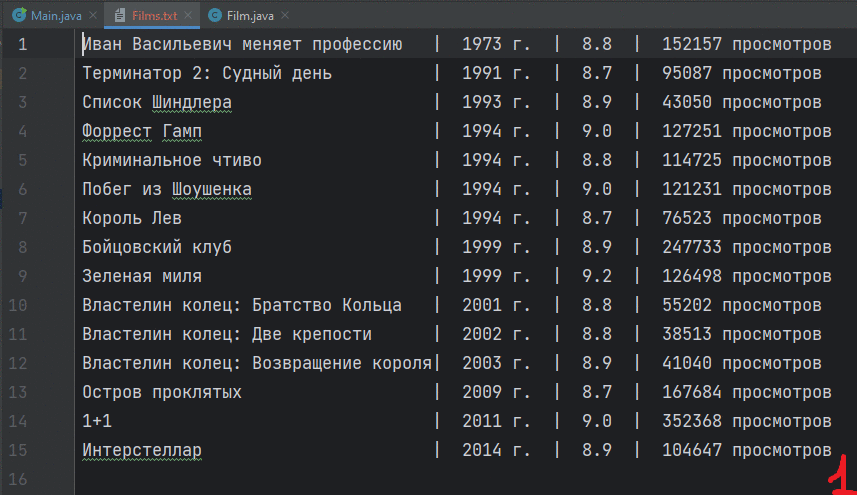 Main.java Films.txt Film.java
1 Иван Васильевич меняет профессию | 1973 г. | 8.8 | 152157 просмотров
2 Терминатор 2: Судный день | 1991 г. | 8.7 | 95087 просмотров
3 Список Шиндлера | 1993 г. | 8.9 | 43050 просмотров
4 Форрест Гамп | 1994 г. | 9.0 | 127251 просмотров
5 Криминальное чтиво | 1994 г. | 8.8 | 114725 просмотров
6 Побег из Шоушенка | 1994 г. | 9.0 | 121231 просмотров
7 Король Лев | 1994 г. | 8.7 | 76523 просмотров
8 Бойцовский клуб | 1999 г. | 8.9 | 247733 просмотров
9 Зеленая миля | 1999 г. | 9.2 | 126498 просмотров
10 Властелин колец: Братство Кольца | 2001 г. | 8.8 | 55202 просмотров
11 Властелин колец: Две крепости | 2002 г. | 8.8 | 38513 просмотров
12 Властелин колец: Возвращение короля| 2003 г. | 8.9 | 41040 просмотров
13 Остров проклятых | 2009 г. | 8.7 | 167684 просмотров
14 1+1 | 2011 г. | 9.0 | 352368 просмотров
15 Интерстеллар | 2014 г. | 8.9 | 104647 просмотров
16
1